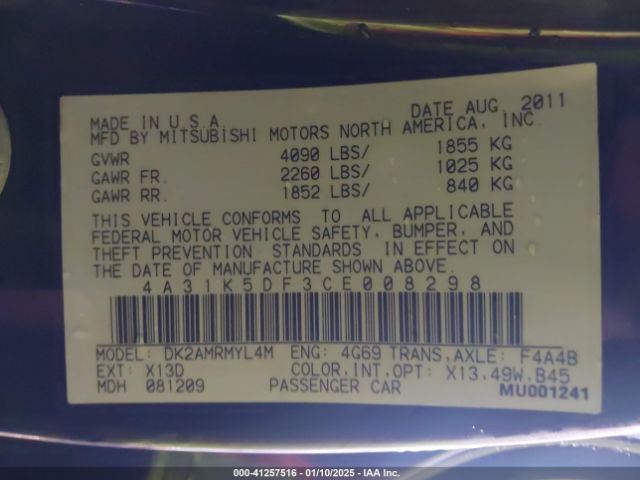 MADE IN U.S.A. DATE AUG. 2011
MFD BY MITSUBISHI MOTORS NORTH AMERICA, INC.
GVWR 4090 LBS/ 1855 KG
GAWR FR. 2260 LBS/ 1025 KG
GAWR RR. 1852 LBS/ 840 KG
THIS VEHICLE CONFORMS TO ALL APPLICABLE
FEDERAL MOTOR VEHICLE SAFETY, BUMPER, AND
THEFT PREVENTION STANDARDS IN EFFECT ON
THE DATE OF MANUFACTURE SHOWN ABOVE.
4A31K5DF3CE008298
MODEL: DK2AMRMYL4M ENG: 4G69 TRANS,AXLE: F4A4B
EXT: X13D COLOR,INT,OPT: X13,49W,B45
MDH 081209 PASSENGER CAR MU001241
000-41257516 | 01/10/2025 - IAA Inc.